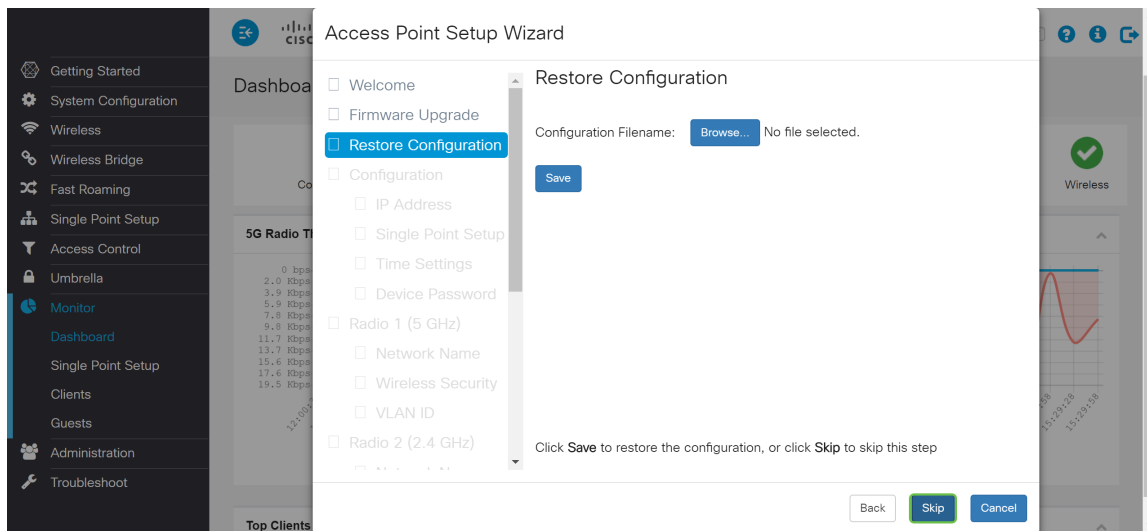 Getting Started
System Configuration
Wireless
Wireless Bridge
Fast Roaming
Single Point Setup
Access Control
Umbrella
Monitor
Dashboard
Single Point Setup
Clients
Guests
Administration
Troubleshoot
cisc
Dashboa
Co
5G Radio Th
0 bps
2.0 Kbps
3.9 Kbps
5.9 Kbps
7.8 Kbps
9.8 Kbps
11.7 Kbps
13.7 Kbps
15.6 Kbps
17.6 Kbps
19.5 Kbps
12:00:
Top Clients
Access Point Setup Wizard
Welcome
Firmware Upgrade
Restore Configuration
Configuration
IP Address
Single Point Setup
Time Settings
Device Password
Radio 1 (5 GHz)
Network Name
Wireless Security
VLAN ID
Radio 2 (2.4 GHz)
Restore Configuration
Configuration Filename: Browse... No file selected.
Save
Click Save to restore the configuration, or click Skip to skip this step
Back Skip Cancel
Wireless
15:29:28
15:29:58